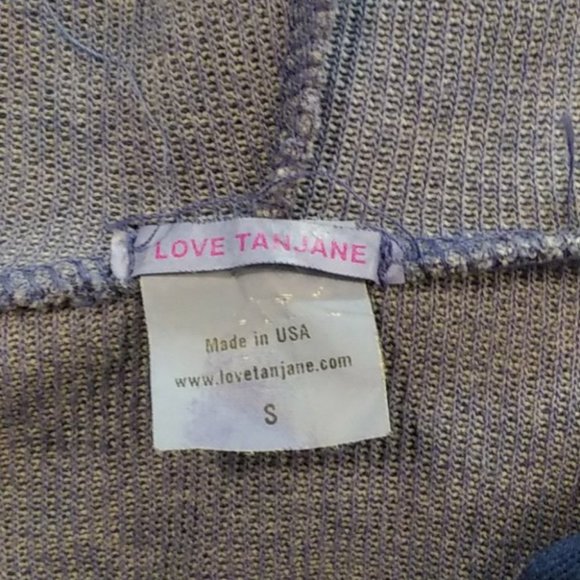 LOVE TANJANE
Made in USA
www.lovetanjane.com
S